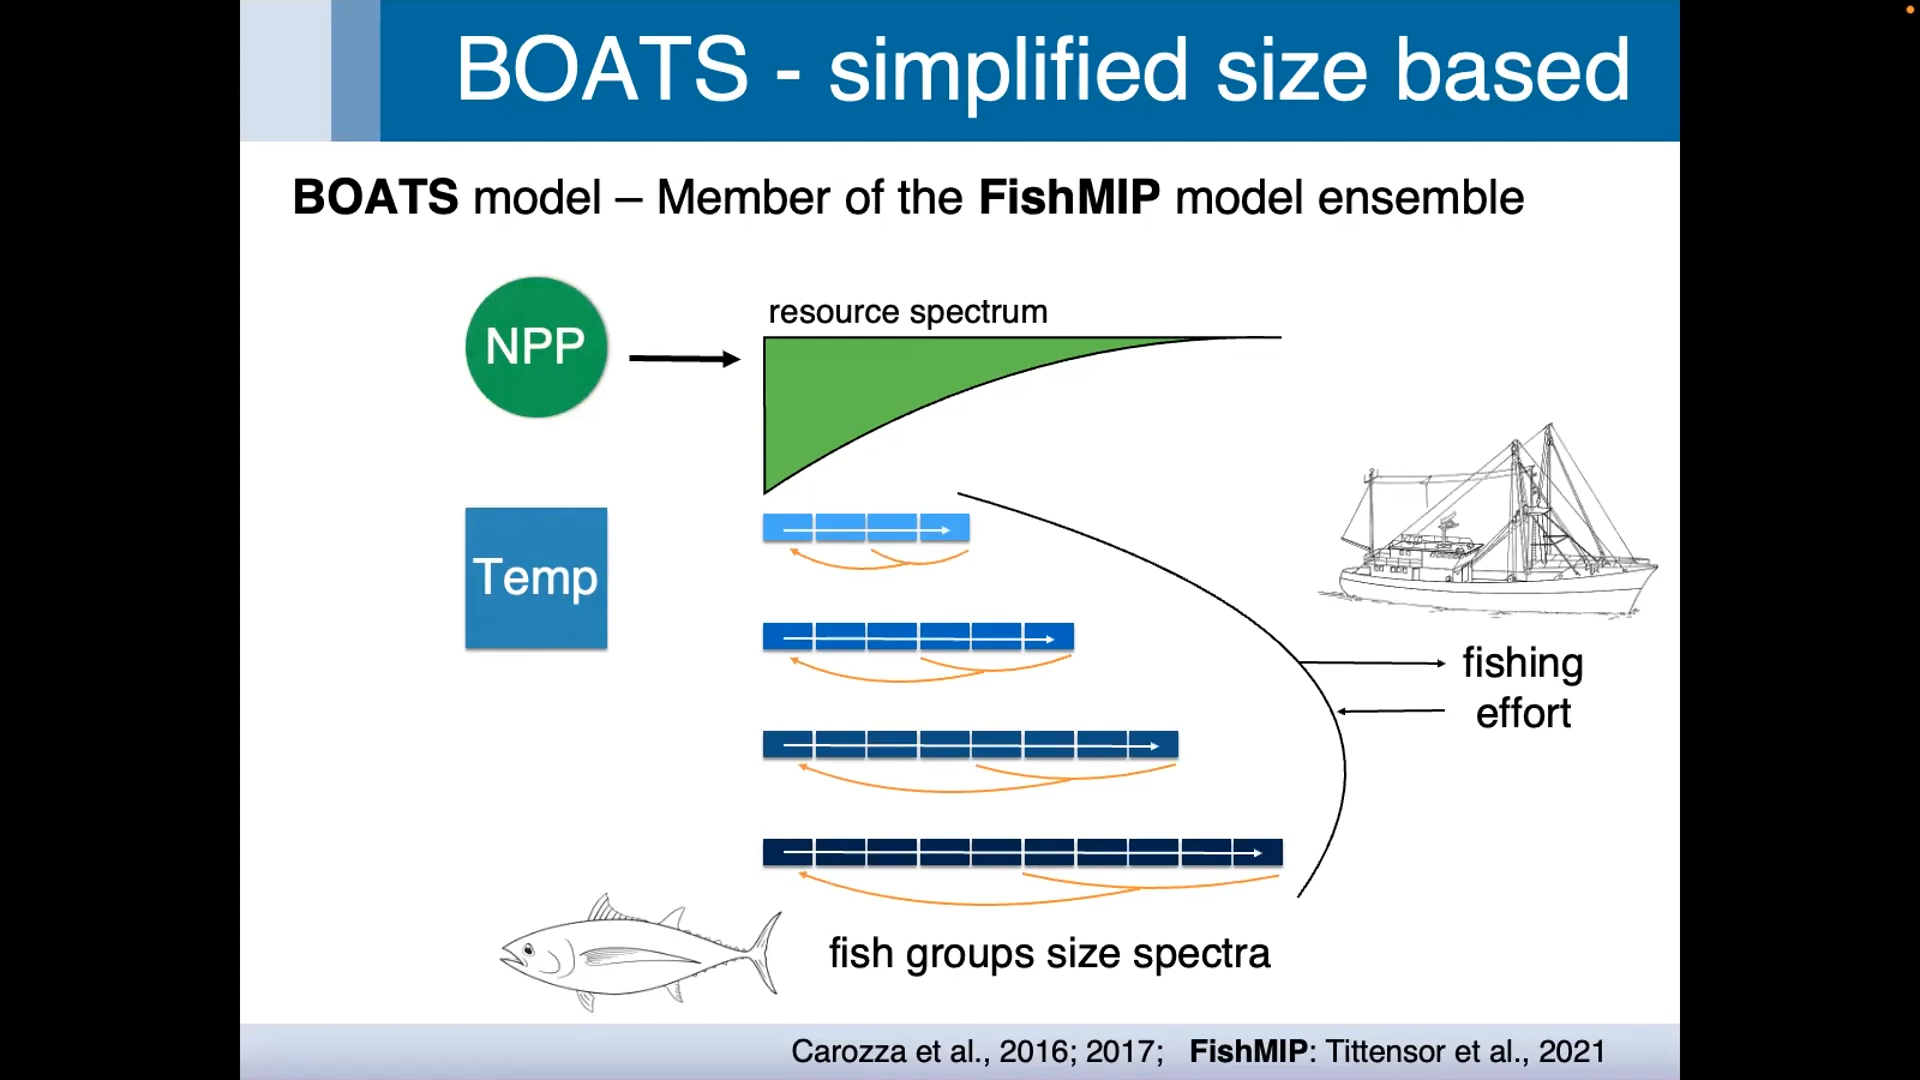 BOATS - simplified size based
BOATS model – Member of the FishMIP model ensemble
NPP
resource spectrum
Temp
fishing
effort
fish groups size spectra
Carozza et al., 2016; 2017; FishMIP: Tittensor et al., 2021